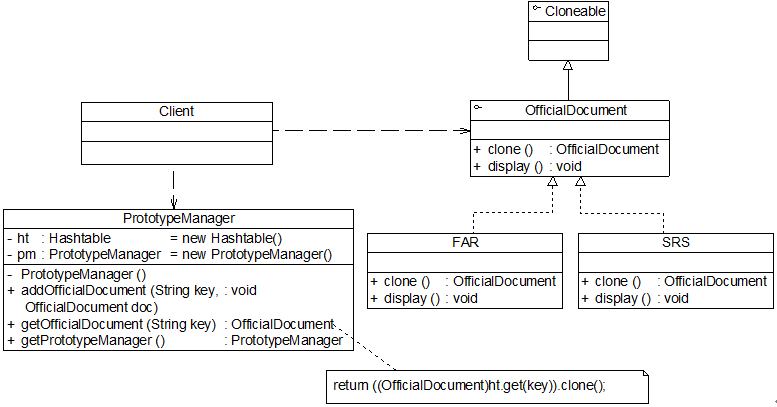 Cloneable
Client
OfficialDocument
+ clone () : OfficialDocument
+ display () : void
PrototypeManager
- ht : Hashtable = new Hashtable()
- pm : PrototypeManager = new PrototypeManager()
- PrototypeManager ()
+ addOfficialDocument (String key, : void
OfficialDocument doc)
+ getOfficialDocument (String key) : OfficialDocument
+ getPrototypeManager () : PrototypeManager
FAR
+ clone () : OfficialDocument
+ display () : void
SRS
+ clone () : OfficialDocument
+ display () : void
return ((OfficialDocument)ht.get(key)).clone();